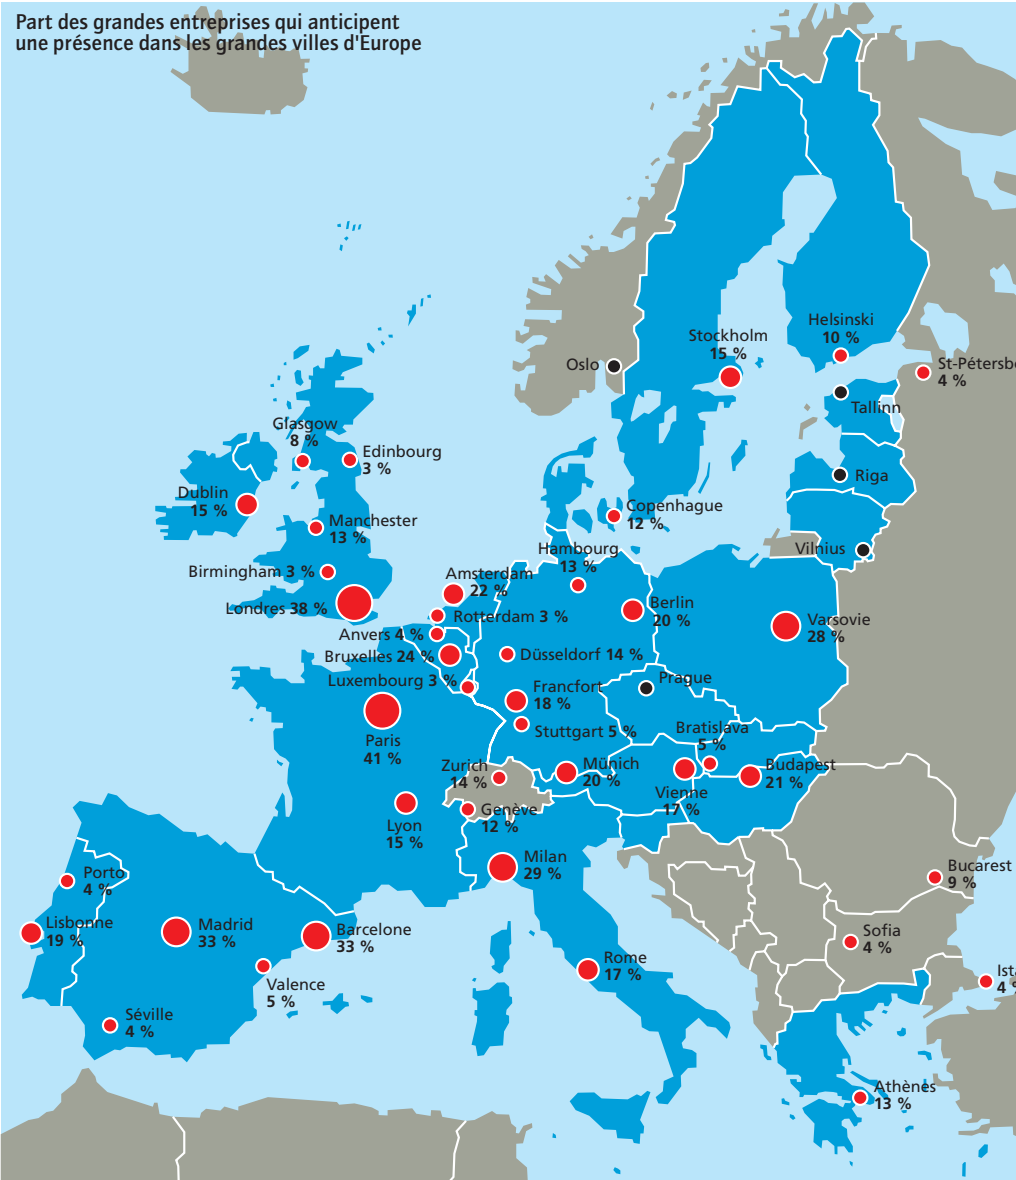 Part des grandes entreprises qui anticipent
une présence dans les grandes villes d'Europe
Helsinski
10 %
Stockholm
15 %
Oslo
St-Pétersbo
4 %
Tallinn
Glasgow
8 %
Edinbourg
3 %
Riga
Dublin
15 %
Copenhague
12 %
Manchester
13 %
Vilnius
Hambourg
13 %
Birmingham 3 %
Amsterdam
22 %
Londres 38 %
Rotterdam 3 %
Berlin
20 %
Varsovie
28 %
Anvers 4 %
Bruxelles 24 %
Düsseldorf 14 %
Luxembourg 3 %
Prague
Francfort
18 %
Stuttgart 5 %
Bratislava
5 %
Paris
41 %
Zurich
14 %
Münich
20 %
Budapest
21 %
Vienne
17 %
Genève
12 %
Lyon
15 %
Milan
29 %
Porto
4 %
Bucarest
9 %
Lisbonne
19 %
Madrid
33 %
Barcelone
33 %
Sofia
4 %
Rome
17 %
Valence
5 %
Ista
4 %
Séville
4 %
Athènes
13 %